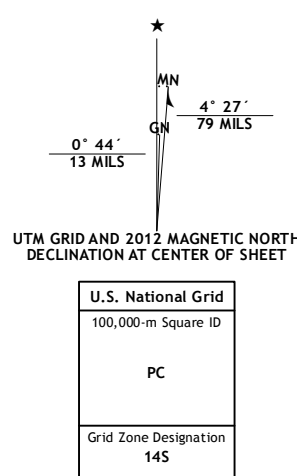 ★
MN
GN
4° 27´
79 MILS
0° 44´
13 MILS
UTM GRID AND 2012 MAGNETIC NORTH
DECLINATION AT CENTER OF SHEET
U.S. National Grid
100,000-m Square ID
PC
Grid Zone Designation
14S